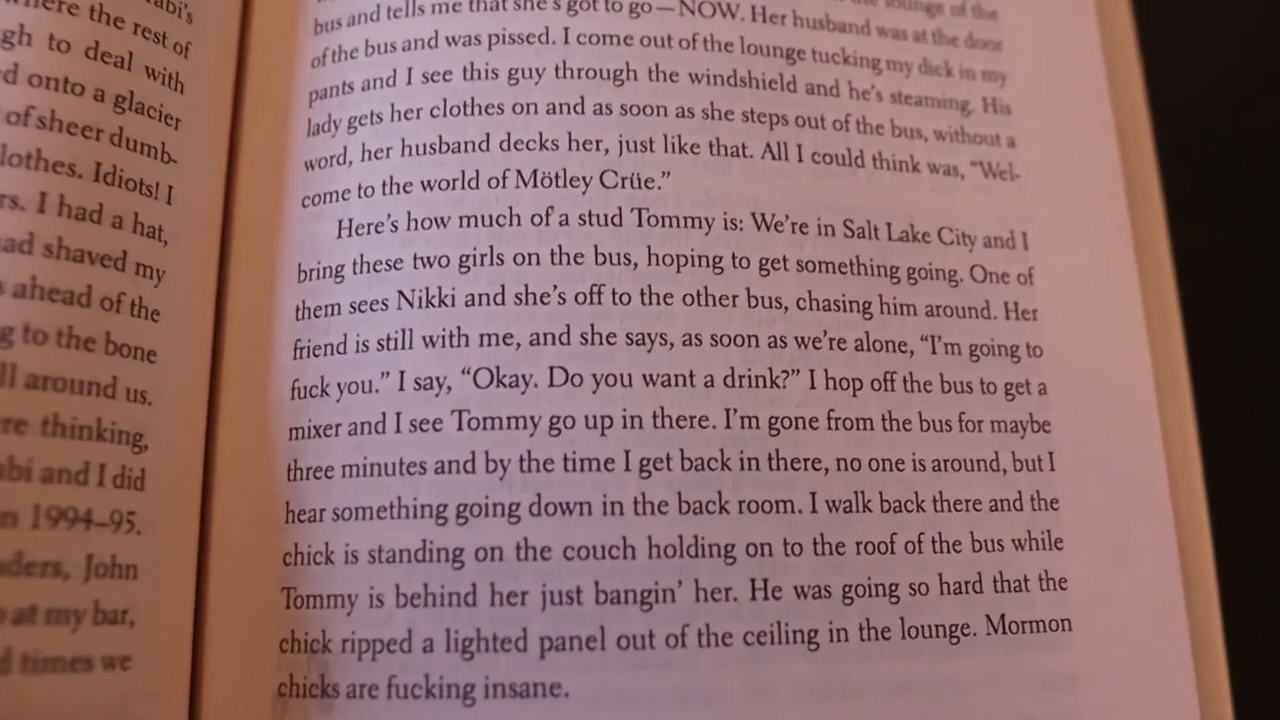 abi's
where the rest of
gh to deal with
d onto a glacier
of sheer dumb-
lothes. Idiots! I
rs. I had a hat,
ad shaved my
s ahead of the
g to the bone
ll around us.
re thinking,
abi and I did
n 1994–95.
ders, John
at my bar,
d times we
lounge of the
bus and tells me that she's got to go—NOW. Her husband was at the door
of the bus and was pissed. I come out of the lounge tucking my dick in my
pants and I see this guy through the windshield and he's steaming. His
lady gets her clothes on and as soon as she steps out of the bus, without a
word, her husband decks her, just like that. All I could think was, “Wel-
come to the world of Mötley Crüe.”
Here's how much of a stud Tommy is: We're in Salt Lake City and I
bring these two girls on the bus, hoping to get something going. One of
them sees Nikki and she's off to the other bus, chasing him around. Her
friend is still with me, and she says, as soon as we're alone, “I'm going to
fuck you.” I say, “Okay. Do you want a drink?” I hop off the bus to get a
mixer and I see Tommy go up in there. I'm gone from the bus for maybe
three minutes and by the time I get back in there, no one is around, but I
hear something going down in the back room. I walk back there and the
chick is standing on the couch holding on to the roof of the bus while
Tommy is behind her just bangin' her. He was going so hard that the
chick ripped a lighted panel out of the ceiling in the lounge. Mormon
chicks are fucking insane.